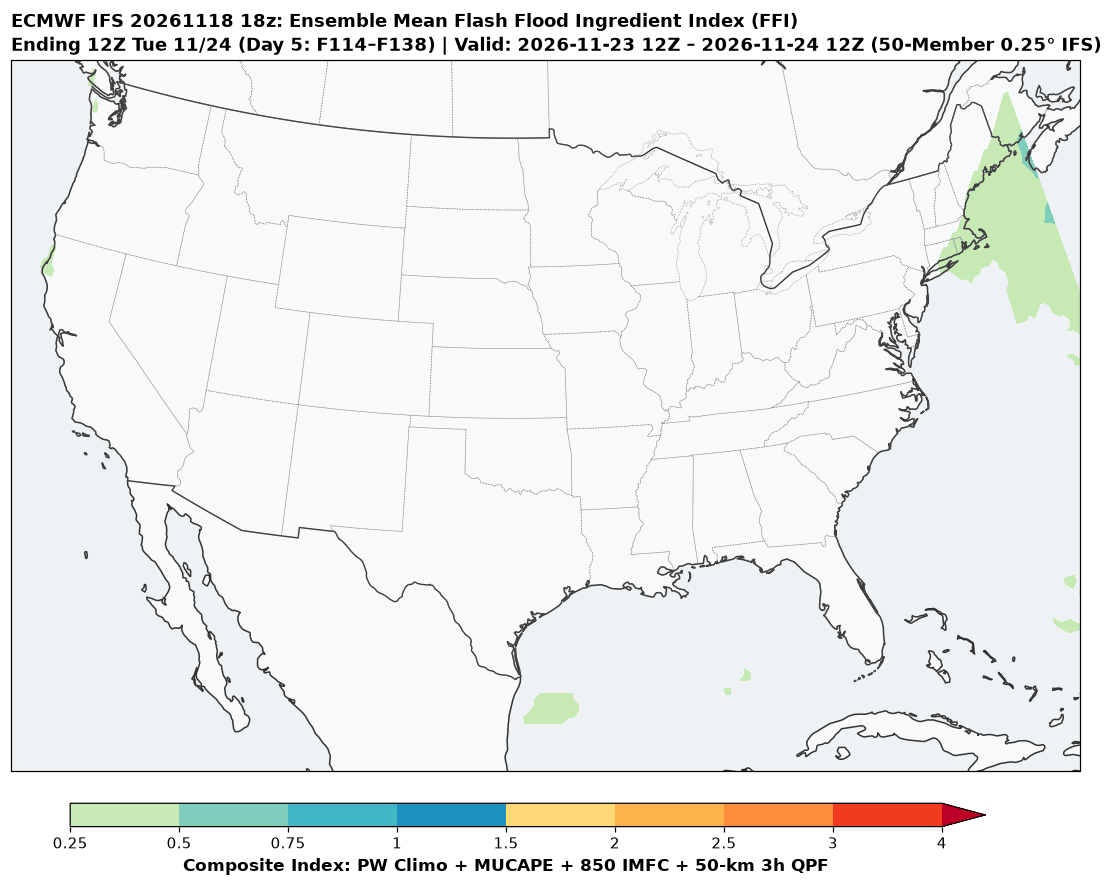 ECMWF IFS 20261118 18z: Ensemble Mean Flash Flood Ingredient Index (FFI)
Ending 12Z Tue 11/24 (Day 5: F114–F138) | Valid: 2026-11-23 12Z – 2026-11-24 12Z (50-Member 0.25° IFS)
0.25 0.5 0.75 1 1.5 2 2.5 3 4
Composite Index: PW Climo + MUCAPE + 850 IMFC + 50-km 3h QPF